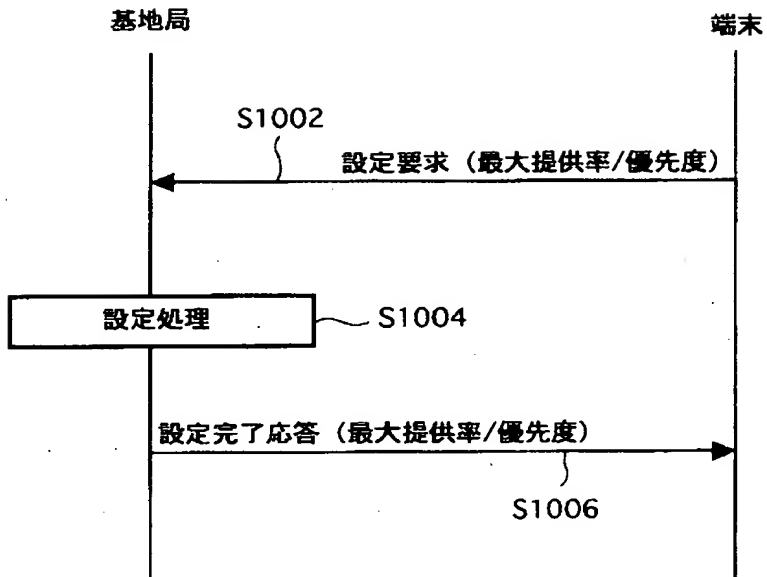 基地局
端末
S1002
設定要求（最大提供率/優先度）
設定処理
S1004
設定完了応答（最大提供率/優先度）
S1006